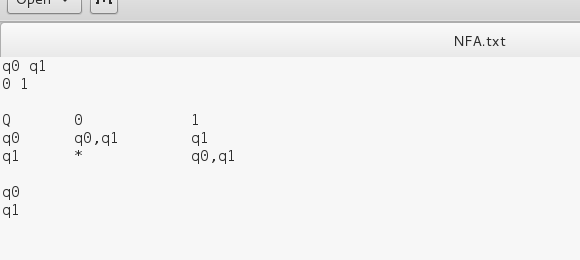 Open
NFA.txt
q0 q1
0 1
Q 0 1
q0 q0,q1 q1
q1 * q0,q1
q0
q1